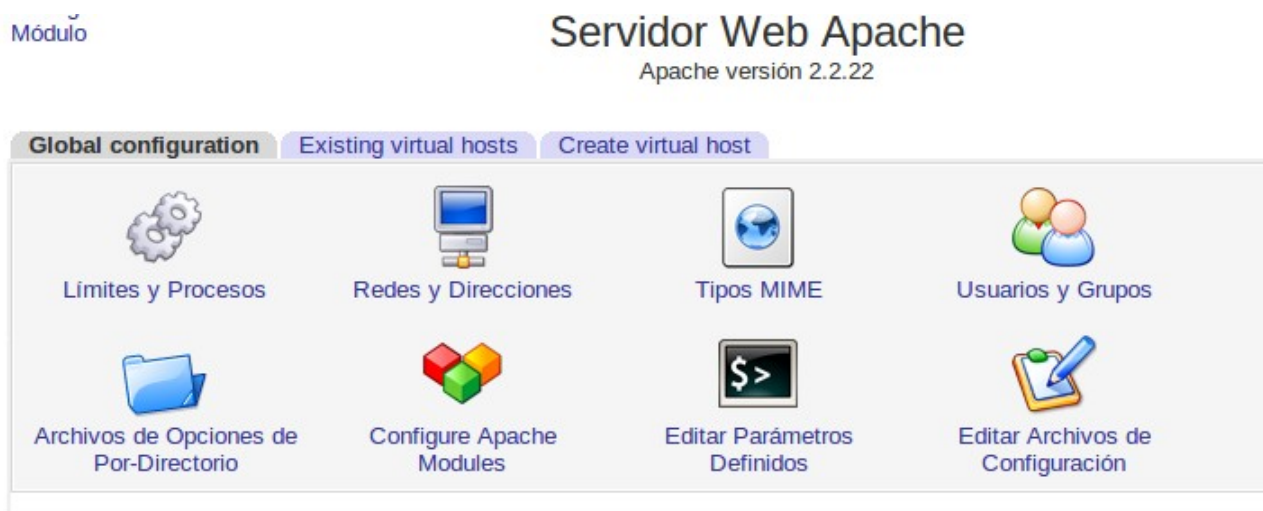 Módulo
Servidor Web Apache
Apache versión 2.2.22
Global configuration Existing virtual hosts Create virtual host
Límites y Procesos Redes y Direcciones Tipos MIME Usuarios y Grupos
$>
Archivos de Opciones de Por-Directorio
Configure Apache Modules
Editar Parámetros Definidos
Editar Archivos de Configuración